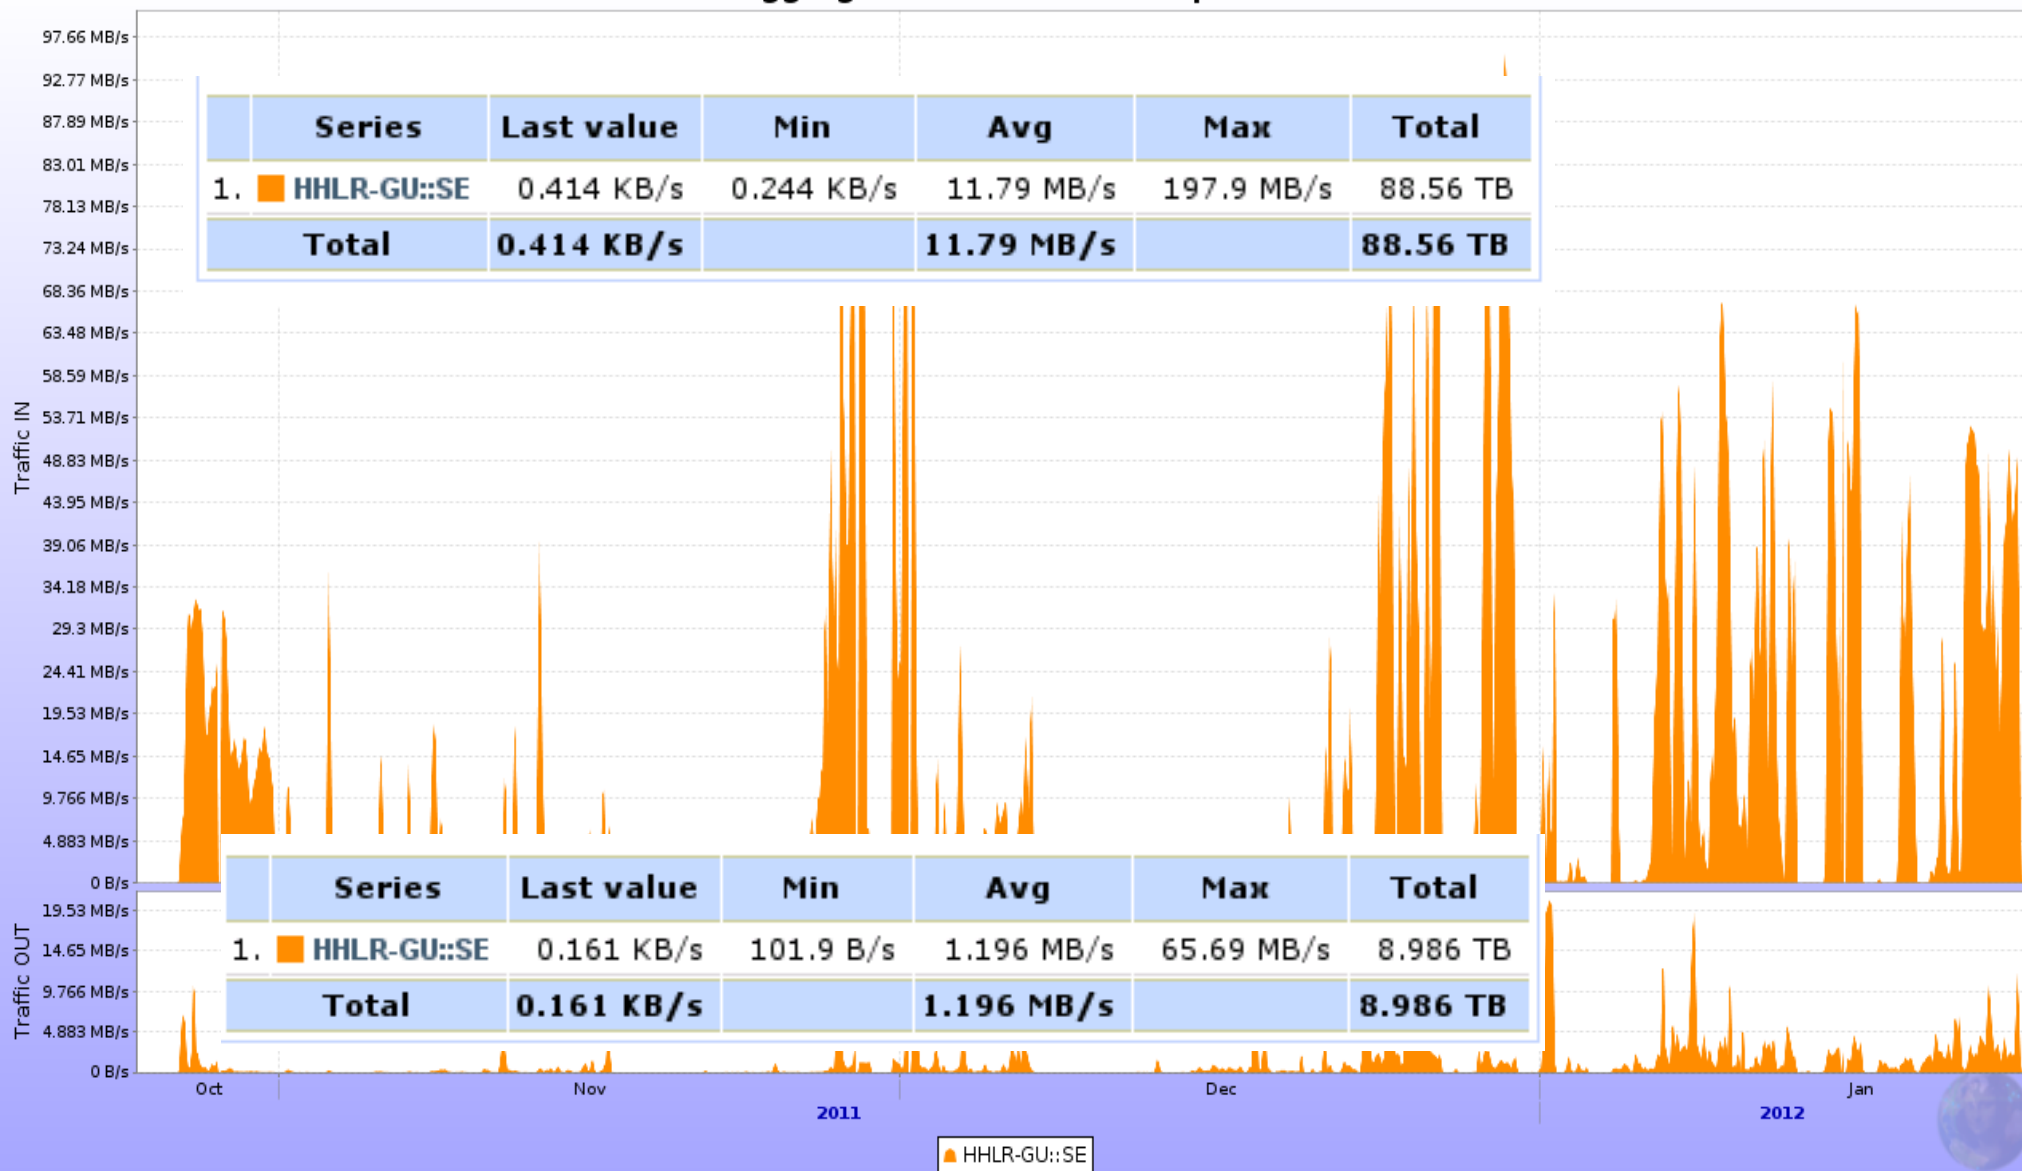 97.66 MB/s
92.77 MB/s
87.89 MB/s
83.01 MB/s
78.13 MB/s
73.24 MB/s
68.36 MB/s
63.48 MB/s
58.59 MB/s
53.71 MB/s
48.83 MB/s
43.95 MB/s
39.06 MB/s
34.18 MB/s
29.3 MB/s
24.41 MB/s
19.53 MB/s
14.65 MB/s
9.766 MB/s
4.883 MB/s
0 B/s
Traffic IN
Series Last value Min Avg Max Total
1. HHLR-GU::SE 0.414 KB/s 0.244 KB/s 11.79 MB/s 197.9 MB/s 88.56 TB
Total 0.414 KB/s 11.79 MB/s 88.56 TB
19.53 MB/s
14.65 MB/s
9.766 MB/s
4.883 MB/s
0 B/s
Traffic OUT
Series Last value Min Avg Max Total
1. HHLR-GU::SE 0.161 KB/s 101.9 B/s 1.196 MB/s 65.69 MB/s 8.986 TB
Total 0.161 KB/s 1.196 MB/s 8.986 TB
Oct Nov Dec Jan
2011 2012
HHLR-GU::SE